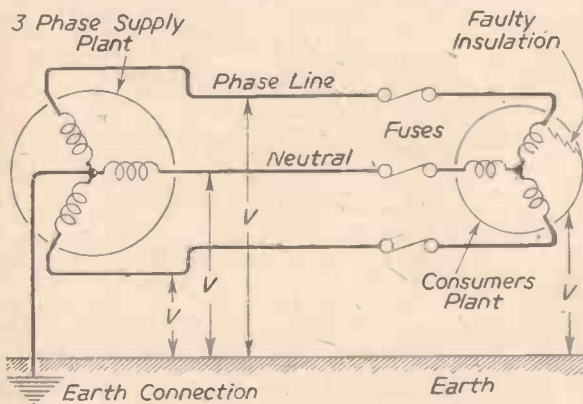 3 Phase Supply
Plant
Faulty
Insulation
Phase Line
Fuses
Neutral
V
V
V
V
Consumers
Plant
Earth Connection
Earth